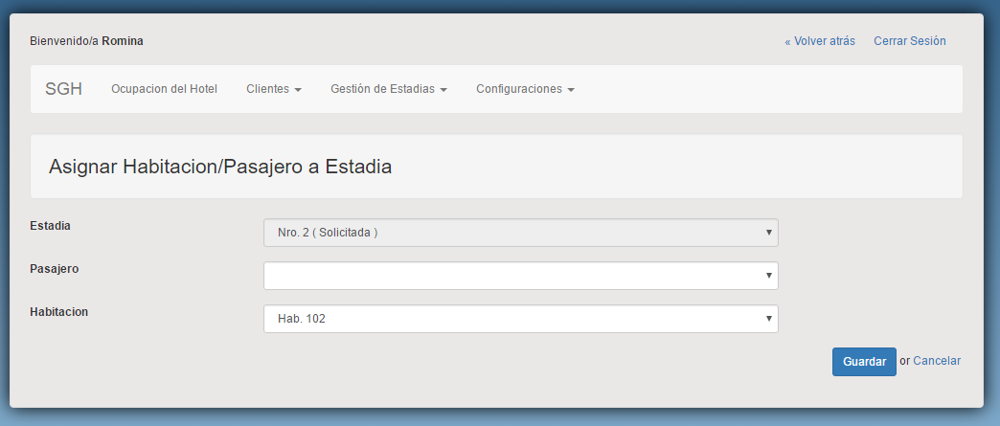 Bienvenido/a Romina
« Volver atrás Cerrar Sesión
SGH Ocupacion del Hotel Clientes Gestión de Estadias Configuraciones
Asignar Habitacion/Pasajero a Estadia
Estadia Nro. 2 ( Solicitada )
Pasajero
Habitacion Hab. 102
Guardar or Cancelar